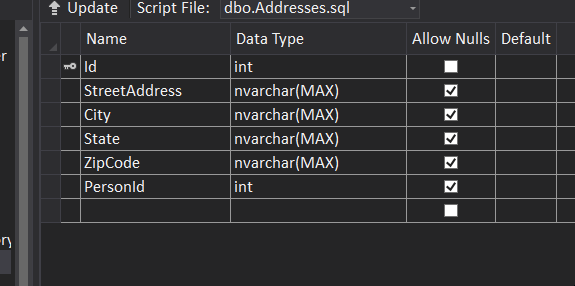 Update Script File: dbo.Addresses.sql
Name Data Type Allow Nulls Default
Id int
StreetAddress nvarchar(MAX)
City nvarchar(MAX)
State nvarchar(MAX)
ZipCode nvarchar(MAX)
PersonId int